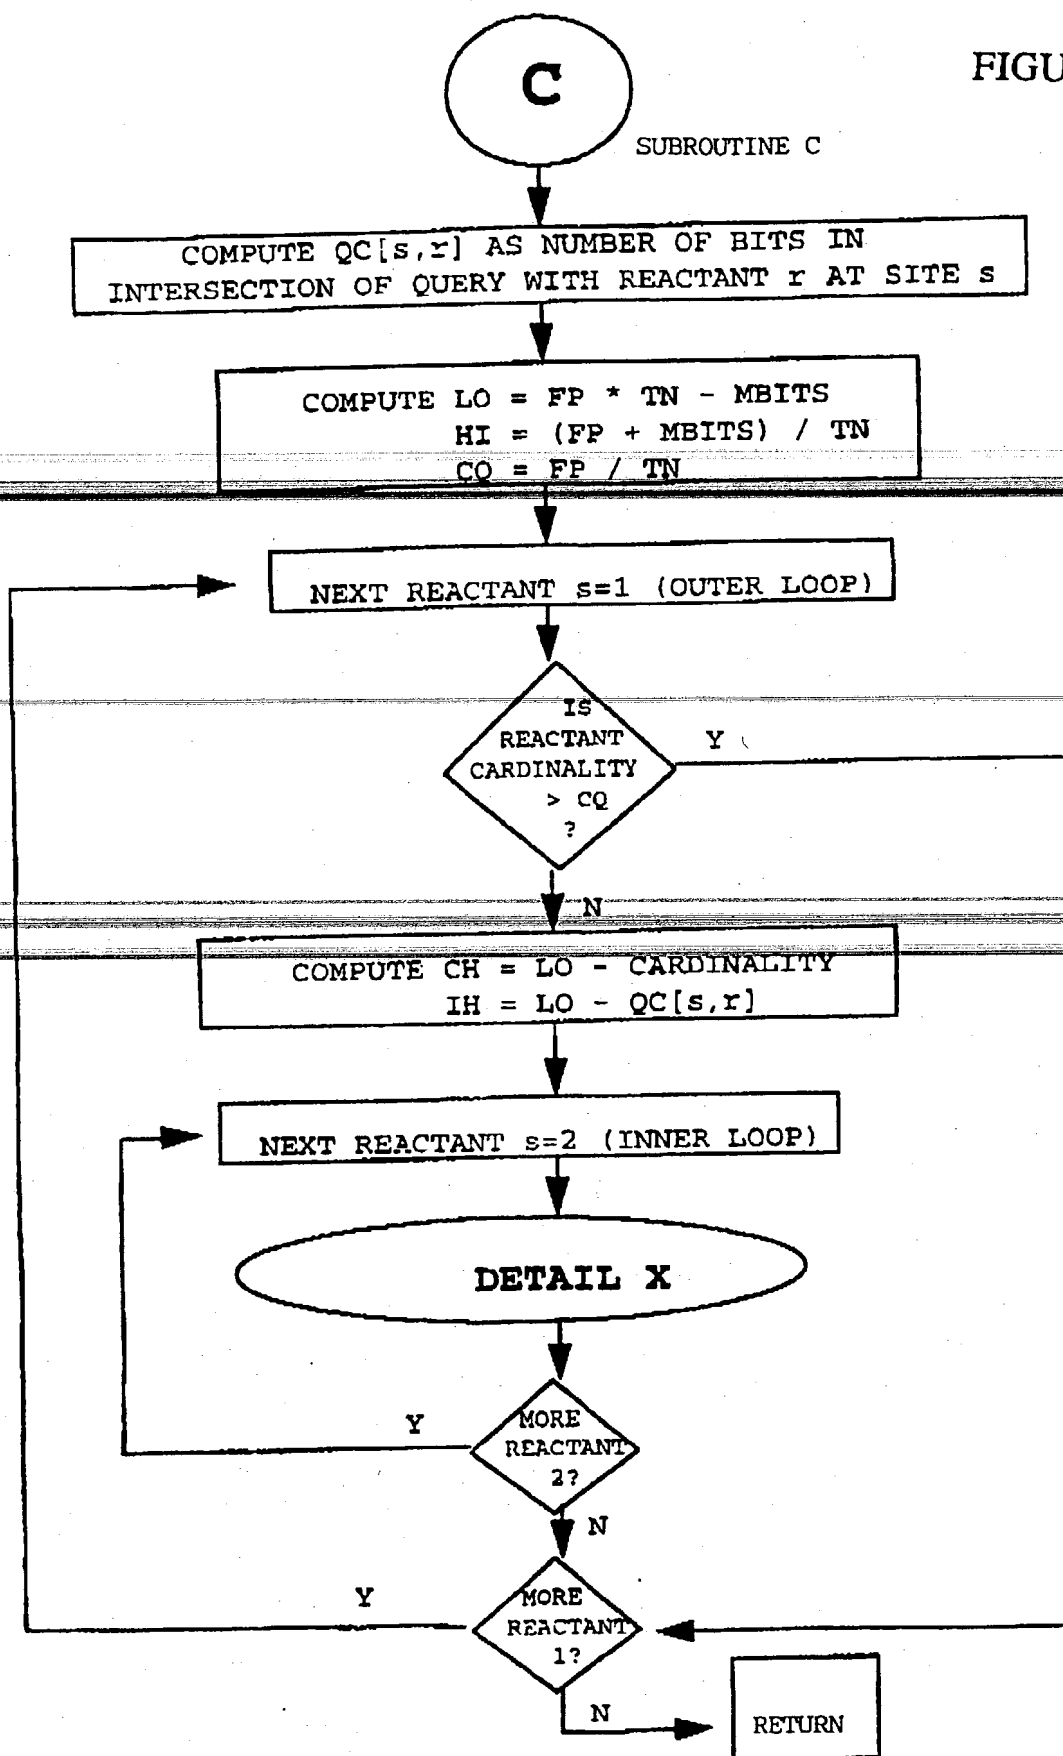 C
FIGU
SUBROUTINE C
COMPUTE QC[s,r] AS NUMBER OF BITS IN
INTERSECTION OF QUERY WITH REACTANT r AT SITE s
COMPUTE LO = FP * TN - MBITS
HI = (FP + MBITS) / TN
CQ = FP / TN
NEXT REACTANT s=1 (OUTER LOOP)
IS
REACTANT
CARDINALITY
> CQ
?
Y
N
COMPUTE CH = LO - CARDINALITY
IH = LO - QC[s,r]
NEXT REACTANT s=2 (INNER LOOP)
DETAIL X
MORE
REACTANT
2?
Y
N
MORE
REACTANT
1?
Y
N
RETURN